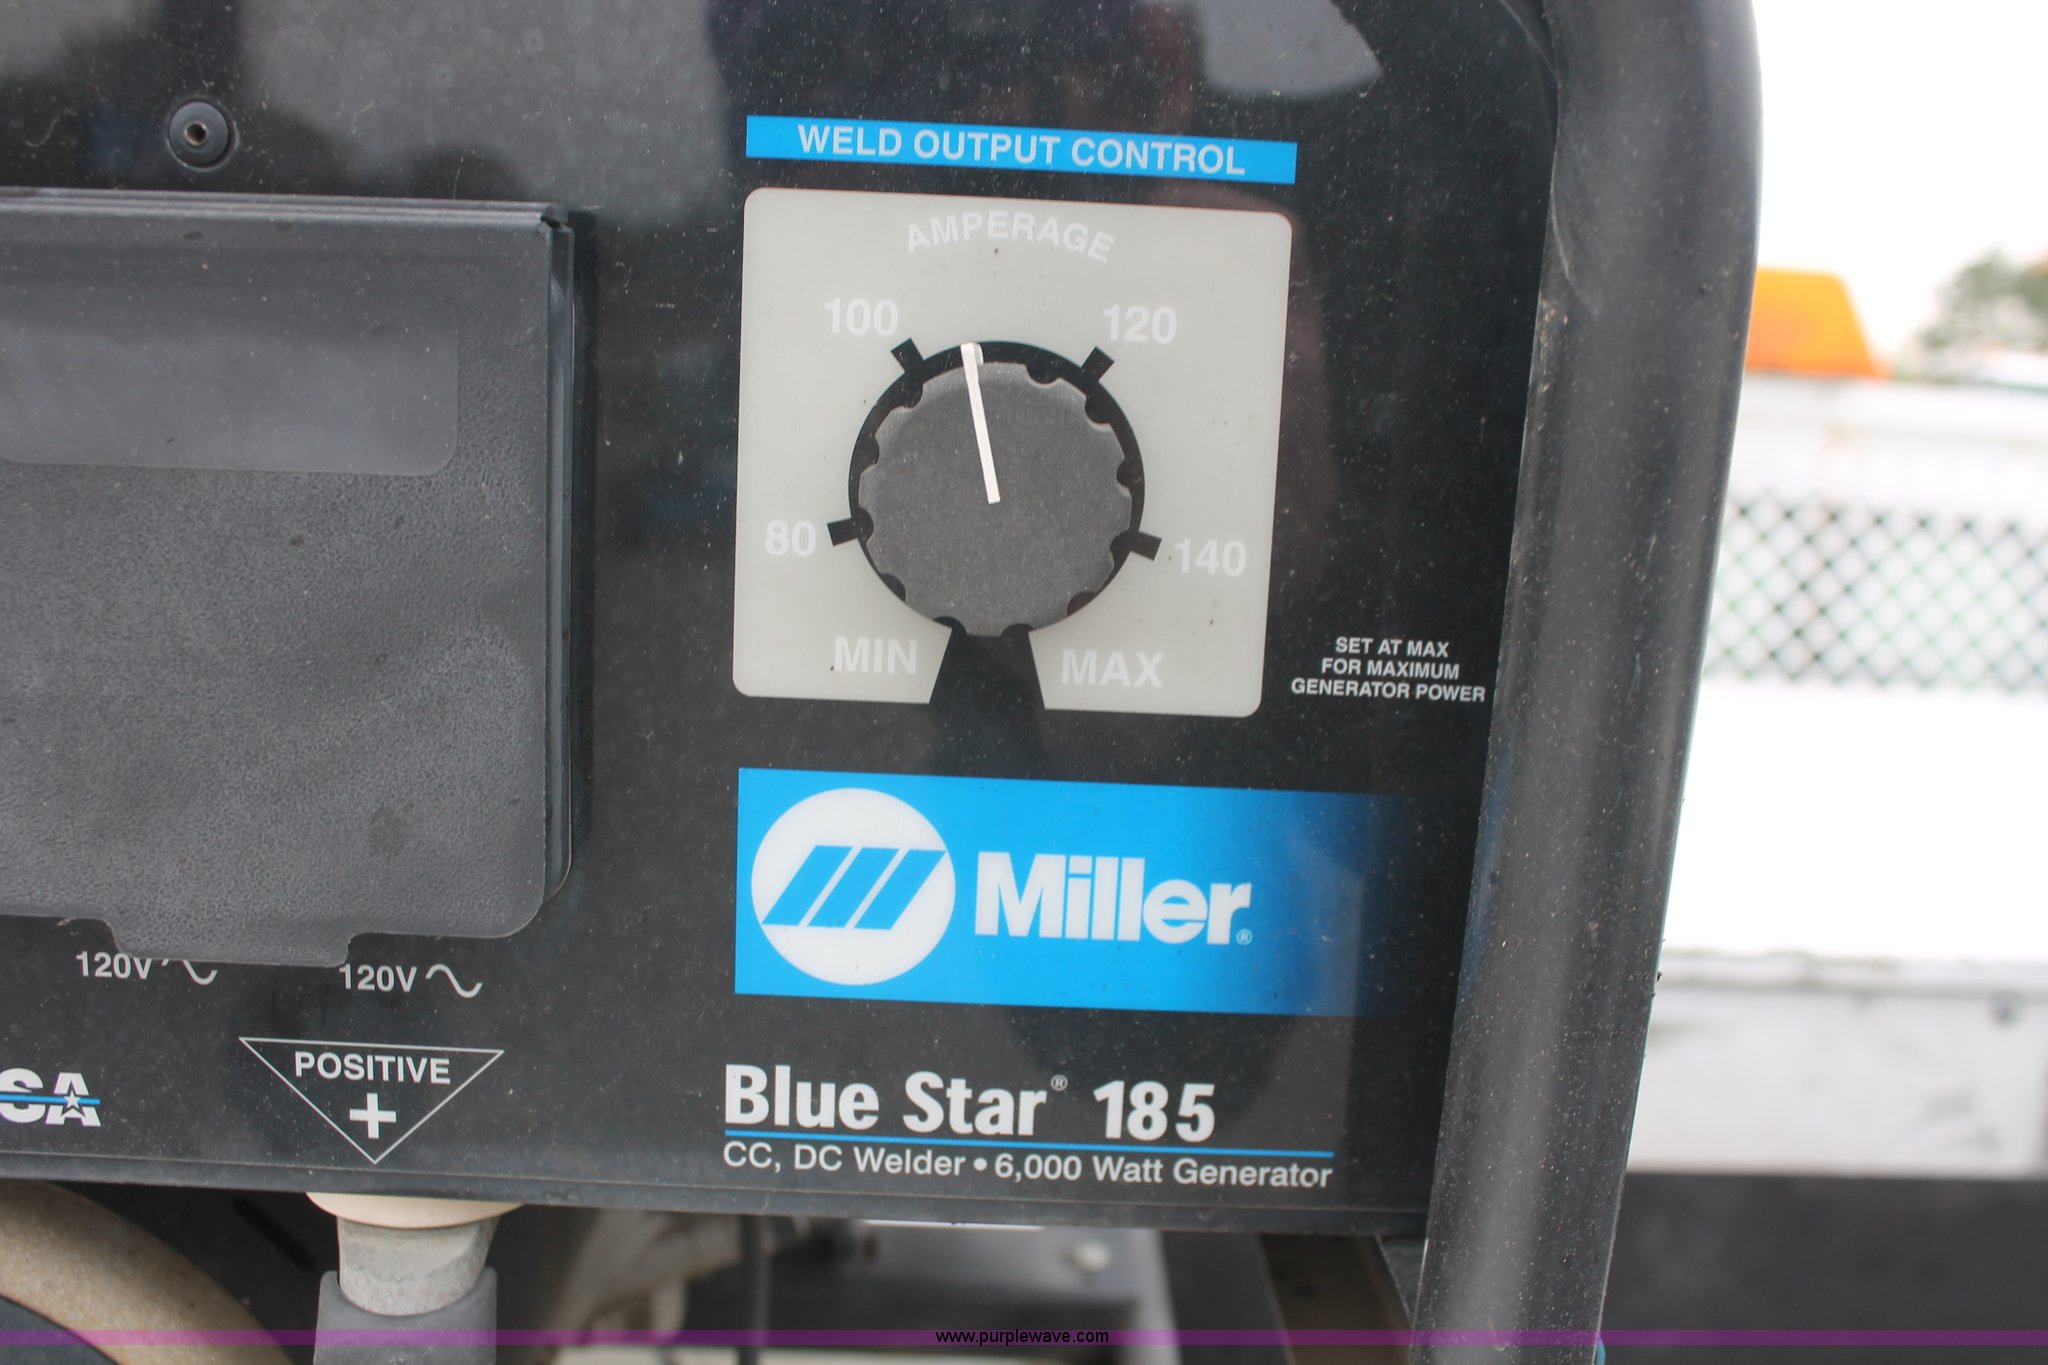 WELD OUTPUT CONTROL
AMPERAGE
100
120
80
140
MIN
MAX
SET AT MAX
FOR MAXIMUM
GENERATOR POWER
Miller®
120V
120V
POSITIVE
+
SA
Blue Star® 185
CC, DC Welder • 6,000 Watt Generator
www.purplewave.com